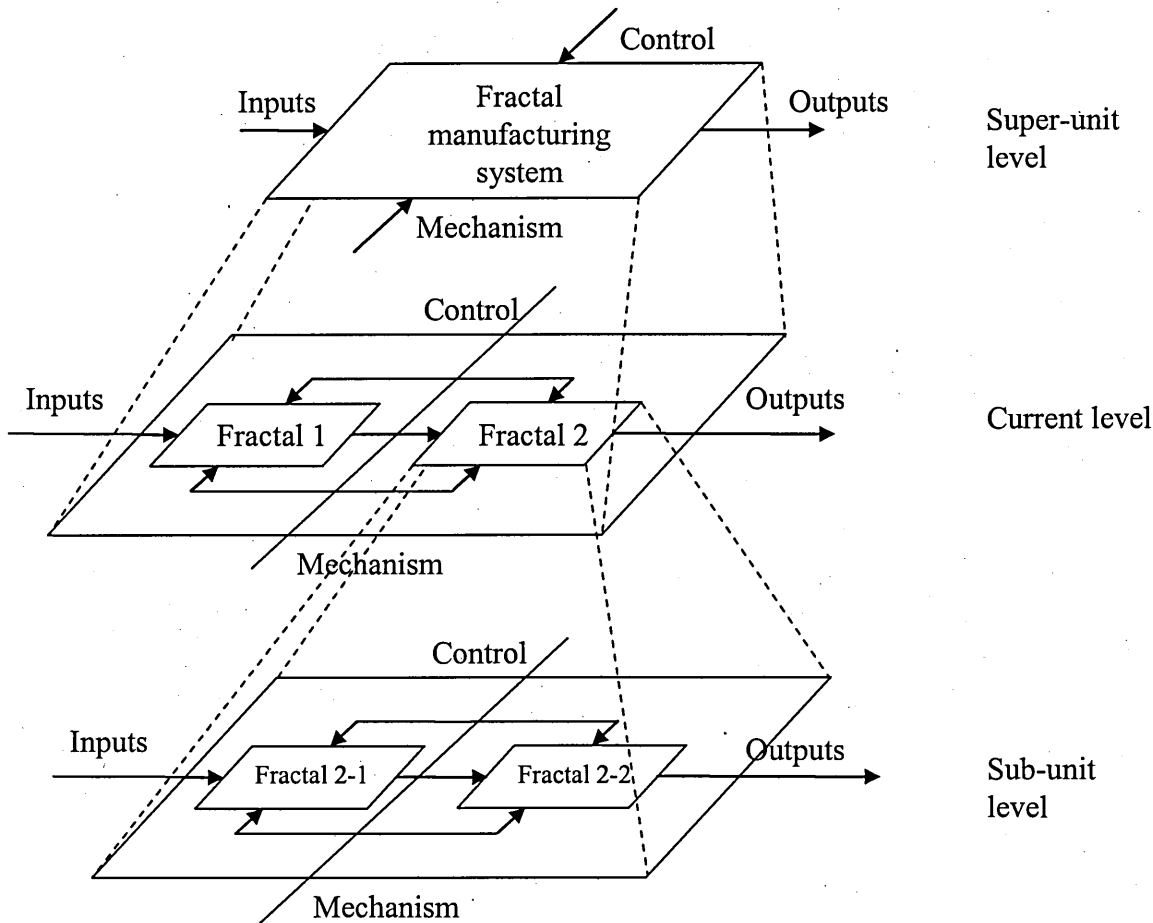 Control
Inputs
Fractal
manufacturing
system
Outputs
Super-unit
level
Mechanism
Control
Inputs
Fractal 1
Fractal 2
Outputs
Current level
Mechanism
Control
Inputs
Fractal 2-1
Fractal 2-2
Outputs
Sub-unit
level
Mechanism